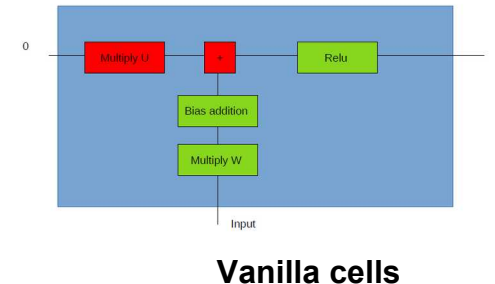 0
Multiply U
+
Relu
Bias addition
Multiply W
Input
Vanilla cells